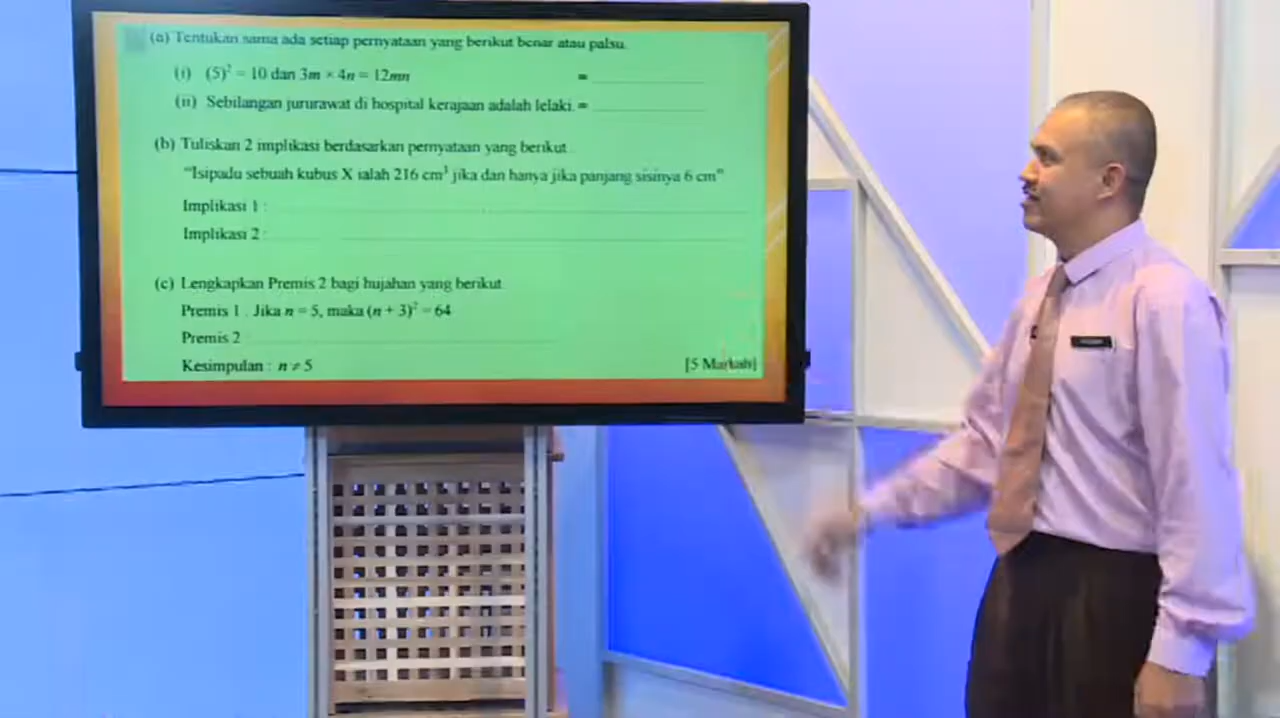 (a) Tentukan sama ada setiap pernyataan yang berikut benar atau palsu.
(i) (5)² = 10 dan 3m × 4n = 12mn =
(ii) Sebilangan jururawat di hospital kerajaan adalah lelaki. =
(b) Tuliskan 2 implikasi berdasarkan pernyataan yang berikut.
"Isipadu sebuah kubus X ialah 216 cm³ jika dan hanya jika panjang sisinya 6 cm"
Implikasi 1 :
Implikasi 2 :
(c) Lengkapkan Premis 2 bagi hujahan yang berikut
Premis 1 : Jika n = 5, maka (n + 3)² = 64
Premis 2
Kesimpulan : n ≠ 5
[5 Markah]